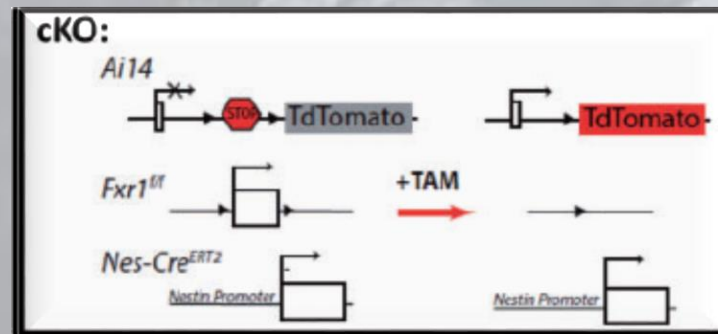 cKO:
Ai14
STOP TdTomato TdTomato
Fxr1f/f +TAM
Nes-CreERT2
Nestin Promoter Nestin Promoter